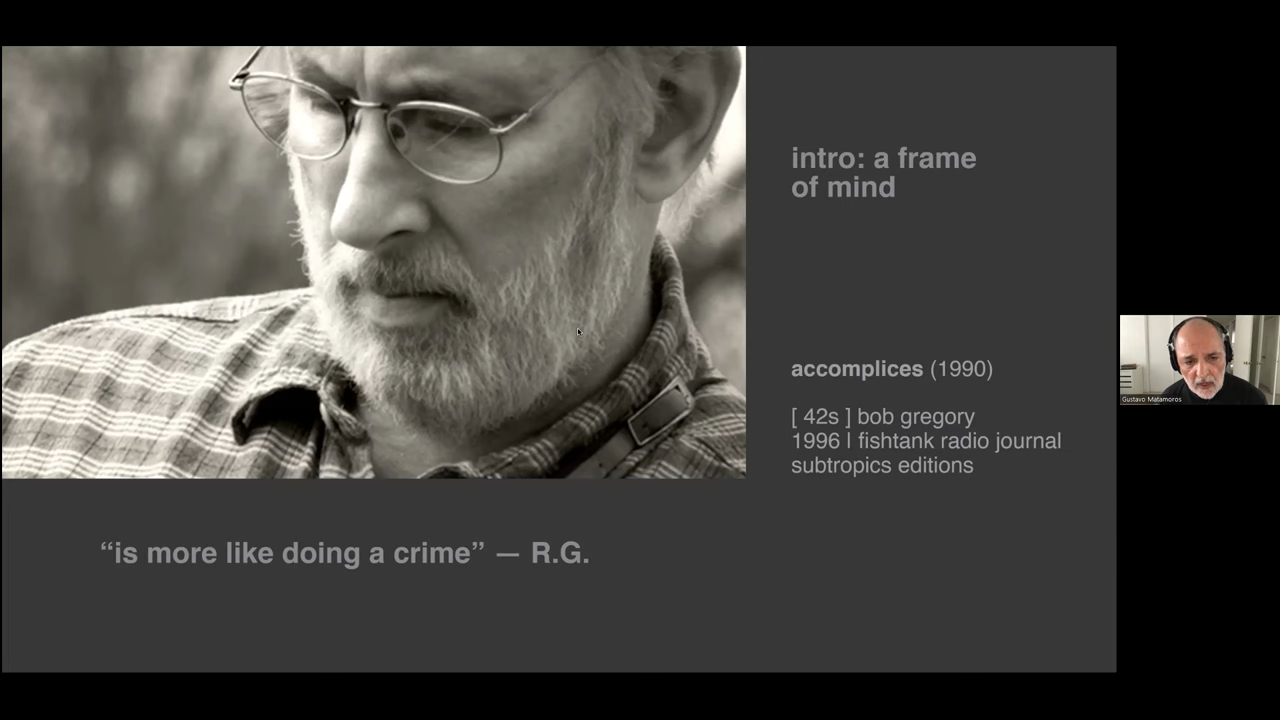 intro: a frame
of mind
accomplices (1990)
[ 42s ] bob gregory
1996 | fishtank radio journal
subtropics editions
“is more like doing a crime” — R.G.
Gustavo Matamoros